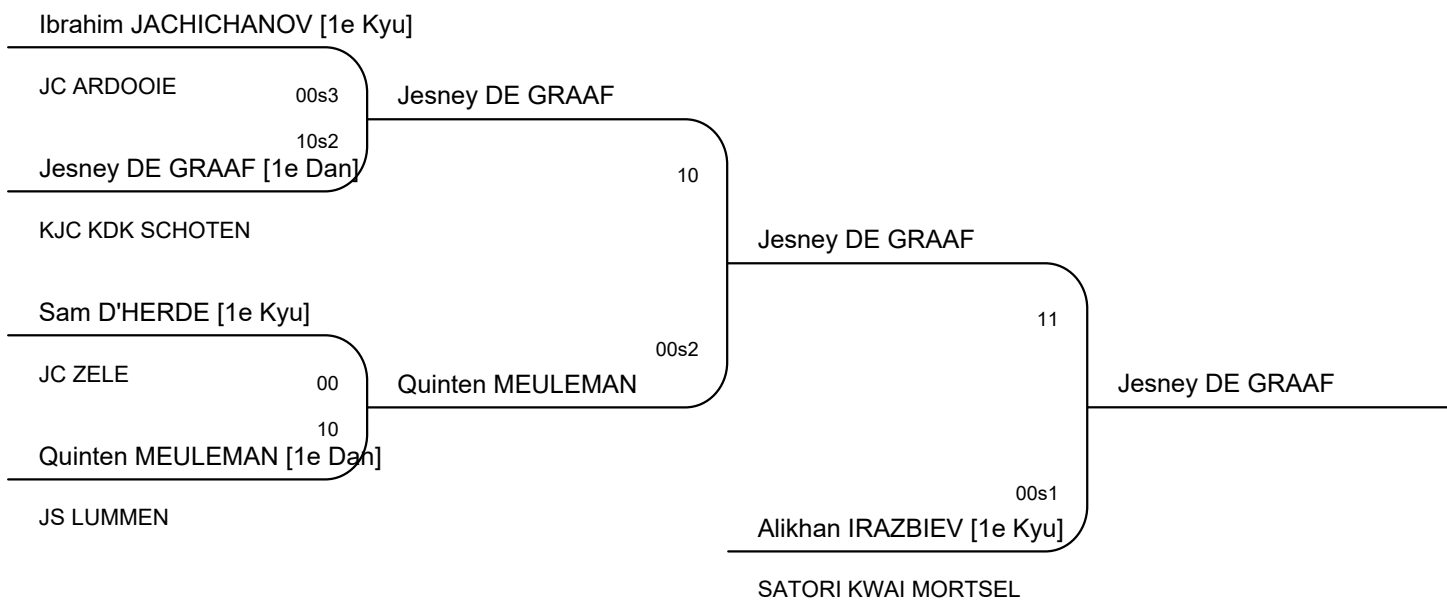 Ibrahim JACHICHANOV [1e Kyu]
JC ARDOOIE
00s3
Jesney DE GRAAF
10s2
Jesney DE GRAAF [1e Dan]
10
KJC KDK SCHOTEN
Jesney DE GRAAF
Sam D'HERDE [1e Kyu]
11
00s2
JC ZELE
00
Quinten MEULEMAN
Jesney DE GRAAF
10
Quinten MEULEMAN [1e Dan]
00s1
JS LUMMEN
Alikhan IRAZBIEV [1e Kyu]
SATORI KWAI MORTSEL